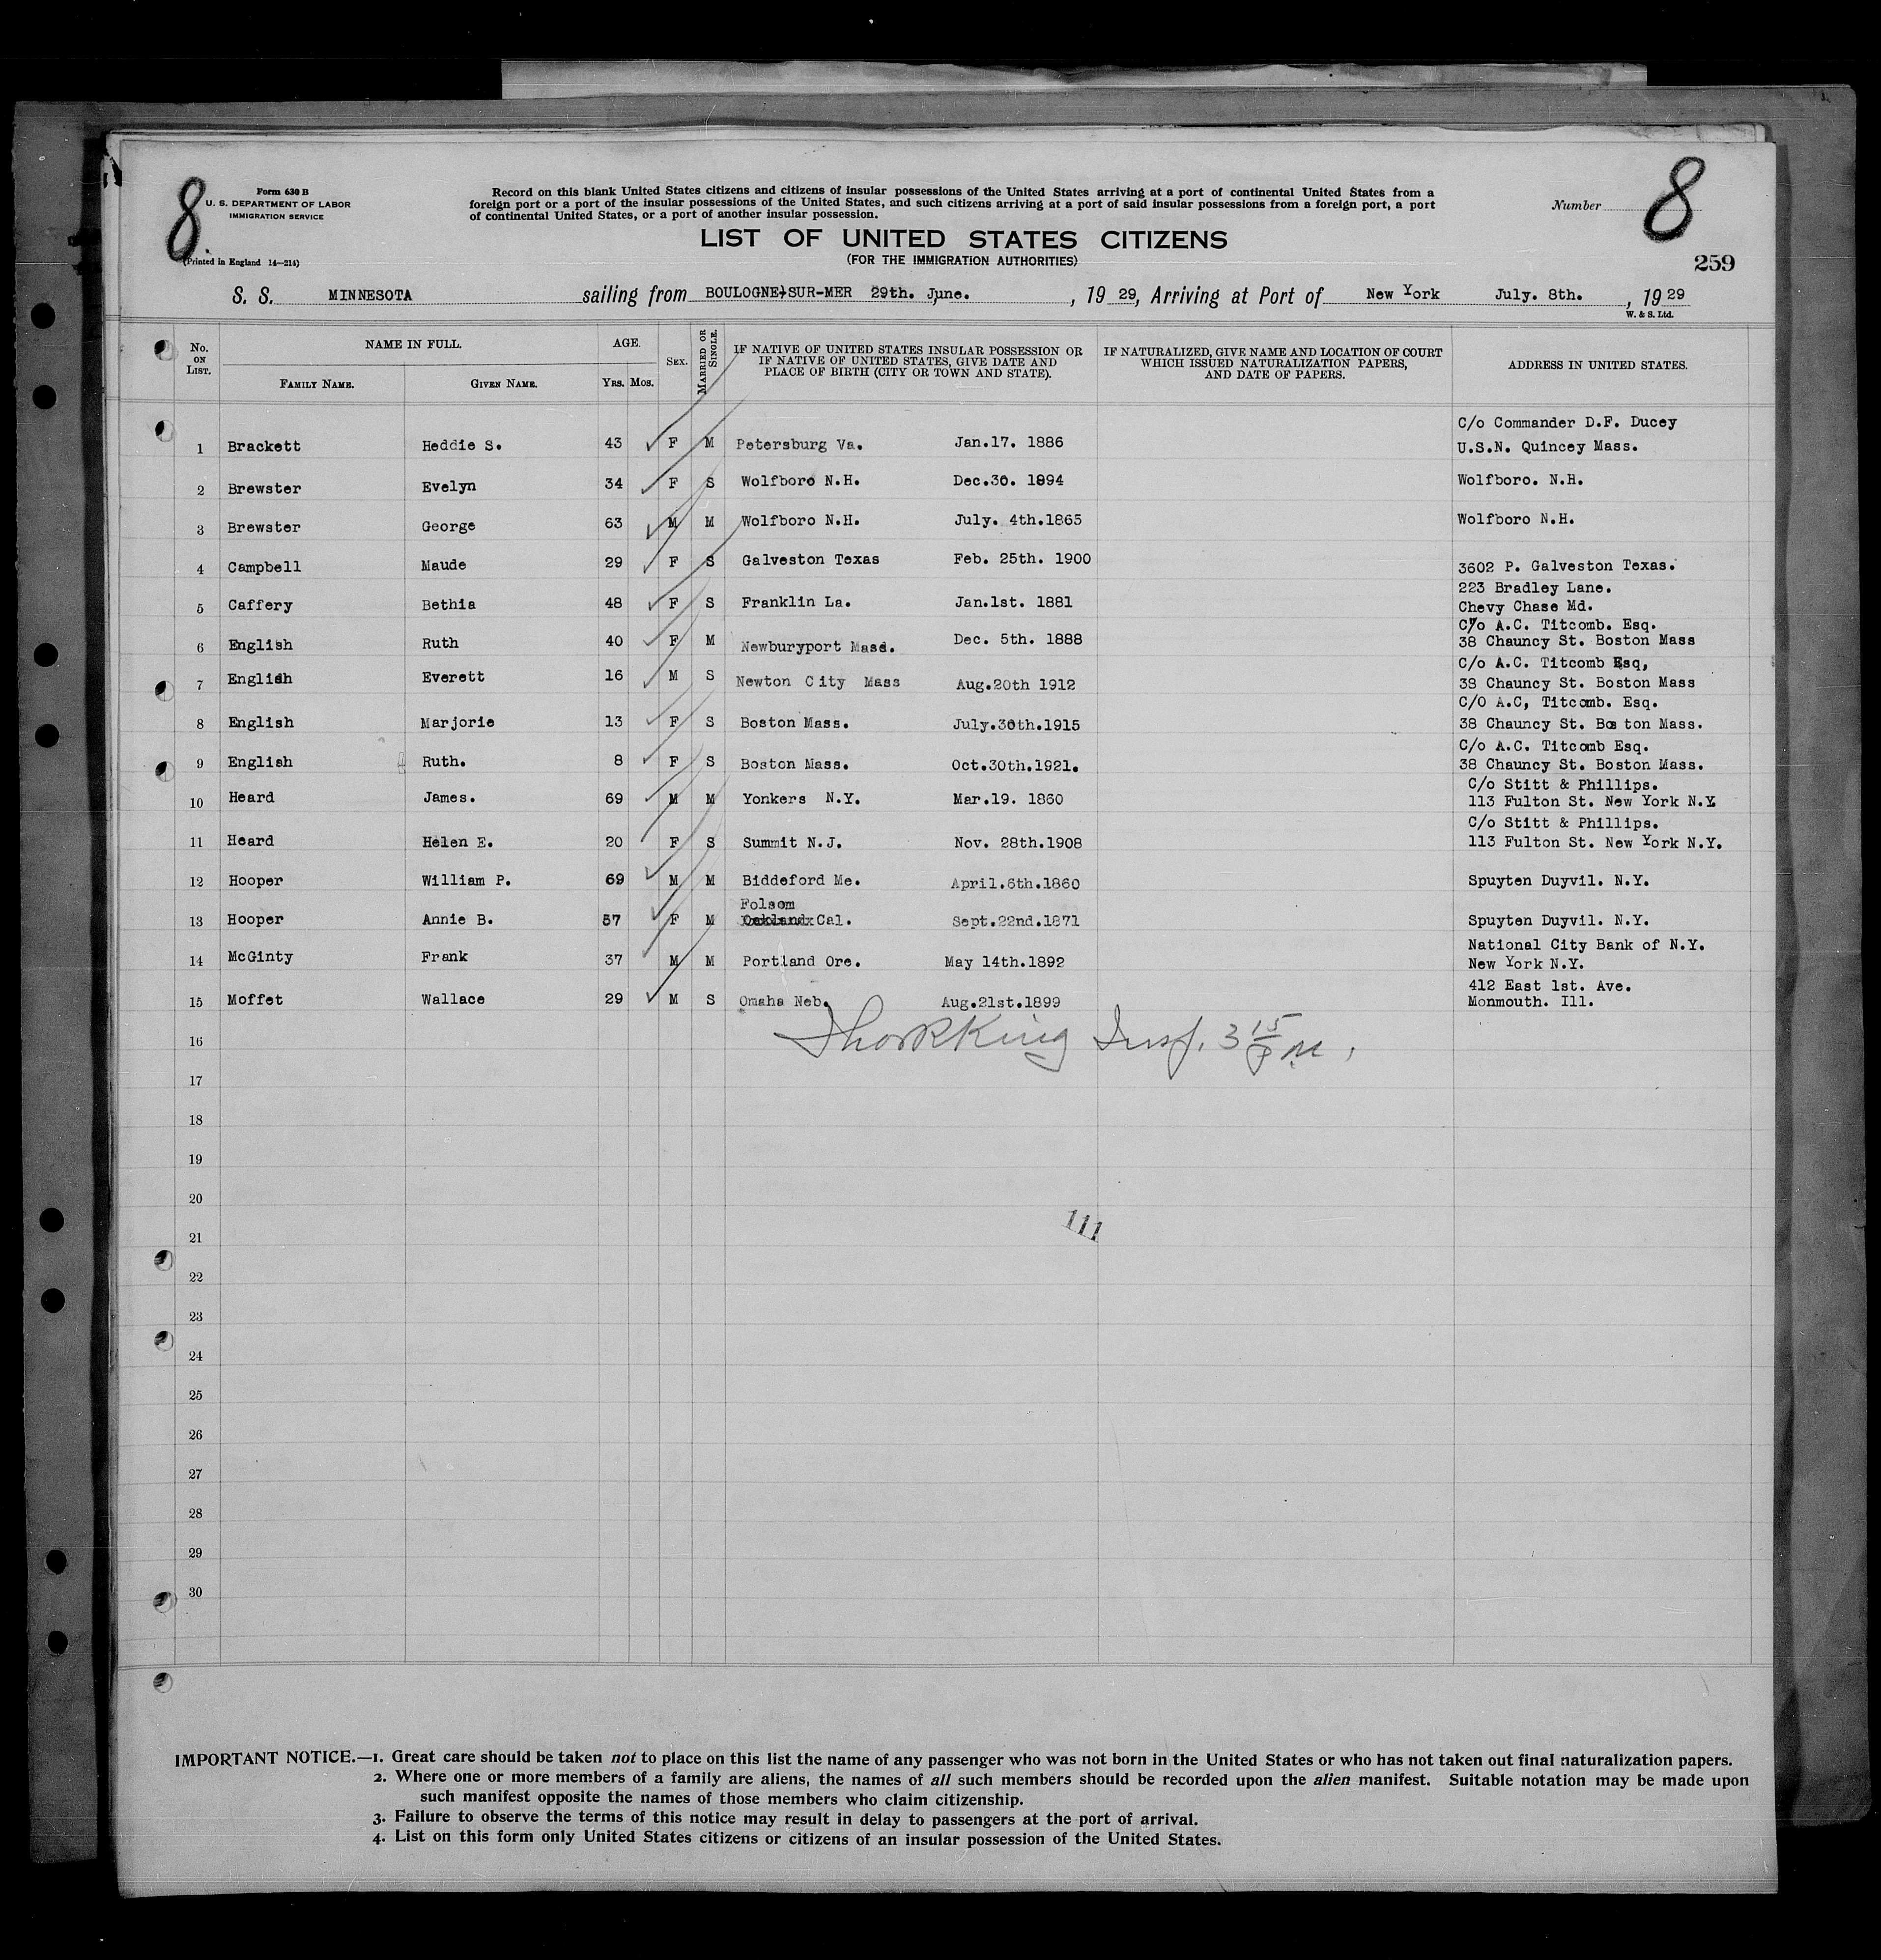 8.
Form 630 B
U. S. DEPARTMENT OF LABOR
IMMIGRATION SERVICE
(Printed in England 14—214)
Record on this blank United States citizens and citizens of insular possessions of the United States arriving at a port of continental United States from a
foreign port or a port of the insular possessions of the United States, and such citizens arriving at a port of said insular possessions from a foreign port, a port
of continental United States, or a port of another insular possession.
Number 8
LIST OF UNITED STATES CITIZENS
(FOR THE IMMIGRATION AUTHORITIES)
259
S. S. MINNESOTA sailing from BOULOGNE-SUR-MER 29th. June. , 19 29, Arriving at Port of New York July. 8th. , 19 29
W. & S. Ltd.
No. ON LIST. NAME IN FULL. AGE. SEX. MARRIED OR SINGLE. IF NATIVE OF UNITED STATES INSULAR POSSESSION OR IF NATIVE OF UNITED STATES, GIVE DATE AND PLACE OF BIRTH (CITY OR TOWN AND STATE). IF NATURALIZED, GIVE NAME AND LOCATION OF COURT WHICH ISSUED NATURALIZATION PAPERS, AND DATE OF PAPERS. ADDRESS IN UNITED STATES.
FAMILY NAME. GIVEN NAME. YRS. MOS.
C/o Commander D.F. Ducey
1 Brackett Heddie S. 43 F M Petersburg Va. Jan.17. 1886 U.S.N. Quincey Mass.
2 Brewster Evelyn 34 F S Wolfboro N.H. Dec.30. 1894 Wolfboro. N.H.
3 Brewster George 63 M M Wolfboro N.H. July. 4th.1865 Wolfboro N.H.
4 Campbell Maude 29 F S Galveston Texas Feb. 25th. 1900 3602 P. Galveston Texas.
223 Bradley Lane.
5 Caffery Bethia 48 F S Franklin La. Jan.1st. 1881 Chevy Chase Md.
C/o A.C. Titcomb. Esq.
6 English Ruth 40 F M Newburyport Mass. Dec. 5th. 1888 38 Chauncy St. Boston Mass
C/o A.C. Titcomb Esq,
7 English Everett 16 M S Newton City Mass Aug.20th 1912 38 Chauncy St. Boston Mass
C/O A.C, Titcomb. Esq.
8 English Marjorie 13 F S Boston Mass. July.30th.1915 38 Chauncy St. Bos ton Mass.
C/o A.C. Titcomb Esq.
9 English Ruth. 8 F S Boston Mass. Oct.30th.1921. 38 Chauncy St. Boston Mass.
C/o Stitt & Phillips.
10 Heard James. 69 M M Yonkers N.Y. Mar.19. 1860 113 Fulton St. New York N.Y
C/o Stitt & Phillips.
11 Heard Helen E. 20 F S Summit N.J. Nov. 28th.1908 113 Fulton St. New York N.Y.
12 Hooper William P. 69 M M Biddeford Me. April.6th.1860 Spuyten Duyvil. N.Y.
Folsom
13 Hooper Annie B. 57 F M Oakland Cal. Sept.22nd.1871 Spuyten Duyvil. N.Y.
National City Bank of N.Y.
14 McGinty Frank 37 M M Portland Ore. May 14th.1892 New York N.Y.
412 East 1st. Ave.
15 Moffet Wallace 29 M S Omaha Neb. Aug.21st.1899 Monmouth. Ill.
16 King Insp. 3 15 P M.
17
18
19
20
111
21
22
23
24
25
26
27
28
29
30
IMPORTANT NOTICE.—1. Great care should be taken not to place on this list the name of any passenger who was not born in the United States or who has not taken out final naturalization papers.
2. Where one or more members of a family are aliens, the names of all such members should be recorded upon the alien manifest. Suitable notation may be made upon
such manifest opposite the names of those members who claim citizenship.
3. Failure to observe the terms of this notice may result in delay to passengers at the port of arrival.
4. List on this form only United States citizens or citizens of an insular possession of the United States.